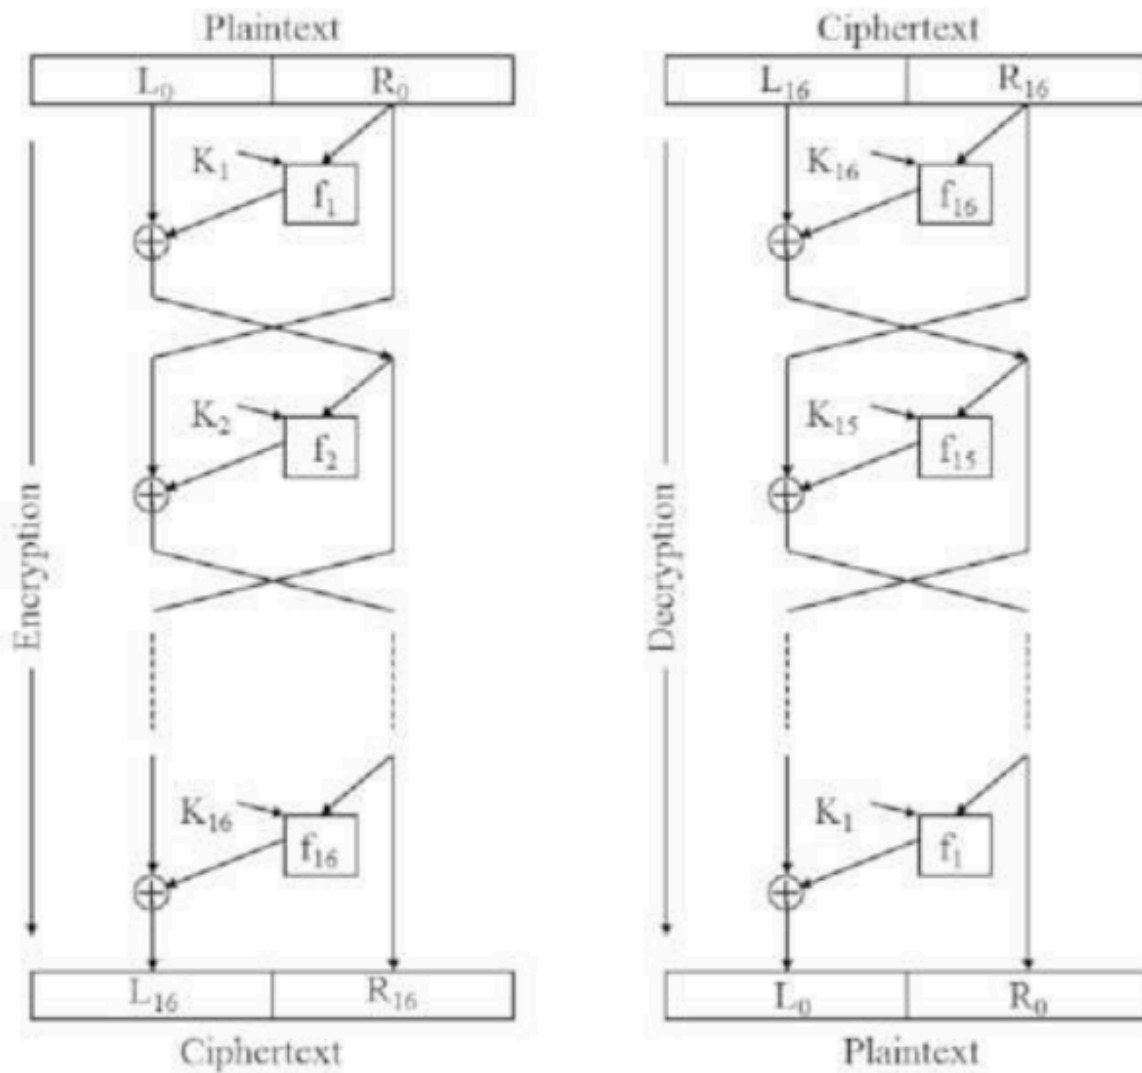 Plaintext
L₀ R₀
K₁
f₁
K₂
f₂
Encryption
K₁₆
f₁₆
L₁₆ R₁₆
Ciphertext
Ciphertext
L₁₆ R₁₆
K₁₆
f₁₆
K₁₅
f₁₅
Decryption
K₁
f₁
L₀ R₀
Plaintext